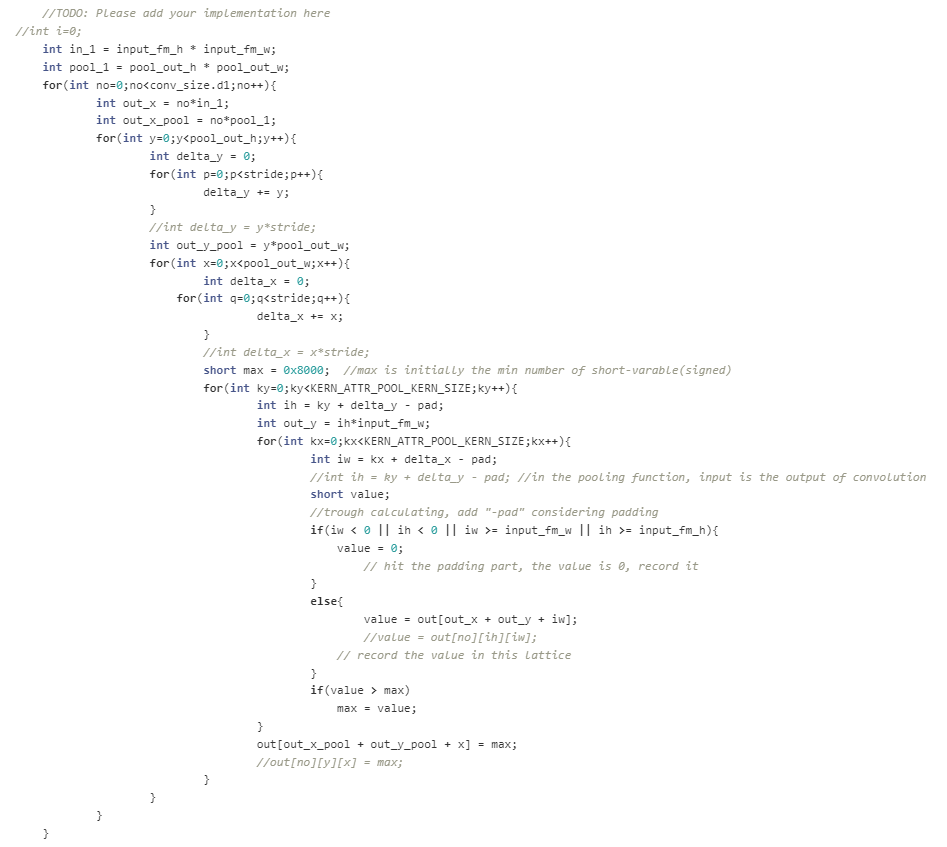 //TODO: Please add your implementation here
//int i=0;
int in_1 = input_fm_h * input_fm_w;
int pool_1 = pool_out_h * pool_out_w;
for(int no=0;no<conv_size.d1;no++){
int out_x = no*in_1;
int out_x_pool = no*pool_1;
for(int y=0;y<pool_out_h;y++){
int delta_y = 0;
for(int p=0;p<stride;p++){
delta_y += y;
}
//int delta_y = y*stride;
int out_y_pool = y*pool_out_w;
for(int x=0;x<pool_out_w;x++){
int delta_x = 0;
for(int q=0;q<stride;q++){
delta_x += x;
}
//int delta_x = x*stride;
short max = 0x8000;  //max is initially the min number of short-varable(signed)
for(int ky=0;ky<KERN_ATTR_POOL_KERN_SIZE;ky++){
int ih = ky + delta_y - pad;
int out_y = ih*input_fm_w;
for(int kx=0;kx<KERN_ATTR_POOL_KERN_SIZE;kx++){
int iw = kx + delta_x - pad;
//int ih = ky + delta_y - pad; //in the pooling function, input is the output of convolution
short value;
//trough calculating, add "-pad" considering padding
if(iw < 0 || ih < 0 || iw >= input_fm_w || ih >= input_fm_h){
value = 0;
// hit the padding part, the value is 0, record it
}
else{
value = out[out_x + out_y + iw];
//value = out[no][ih][iw];
// record the value in this lattice
}
if(value > max)
max = value;
}
out[out_x_pool + out_y_pool + x] = max;
//out[no][y][x] = max;
}
}
}
}